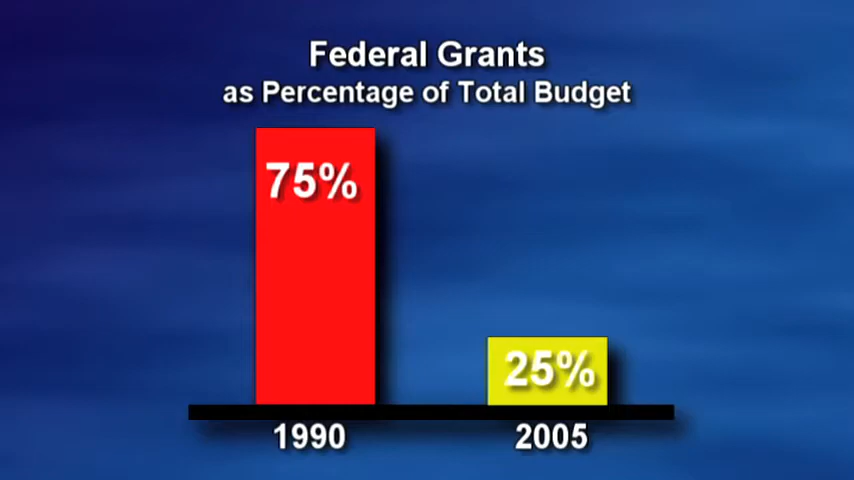 Federal Grants
as Percentage of Total Budget
75%
25%
1990
2005